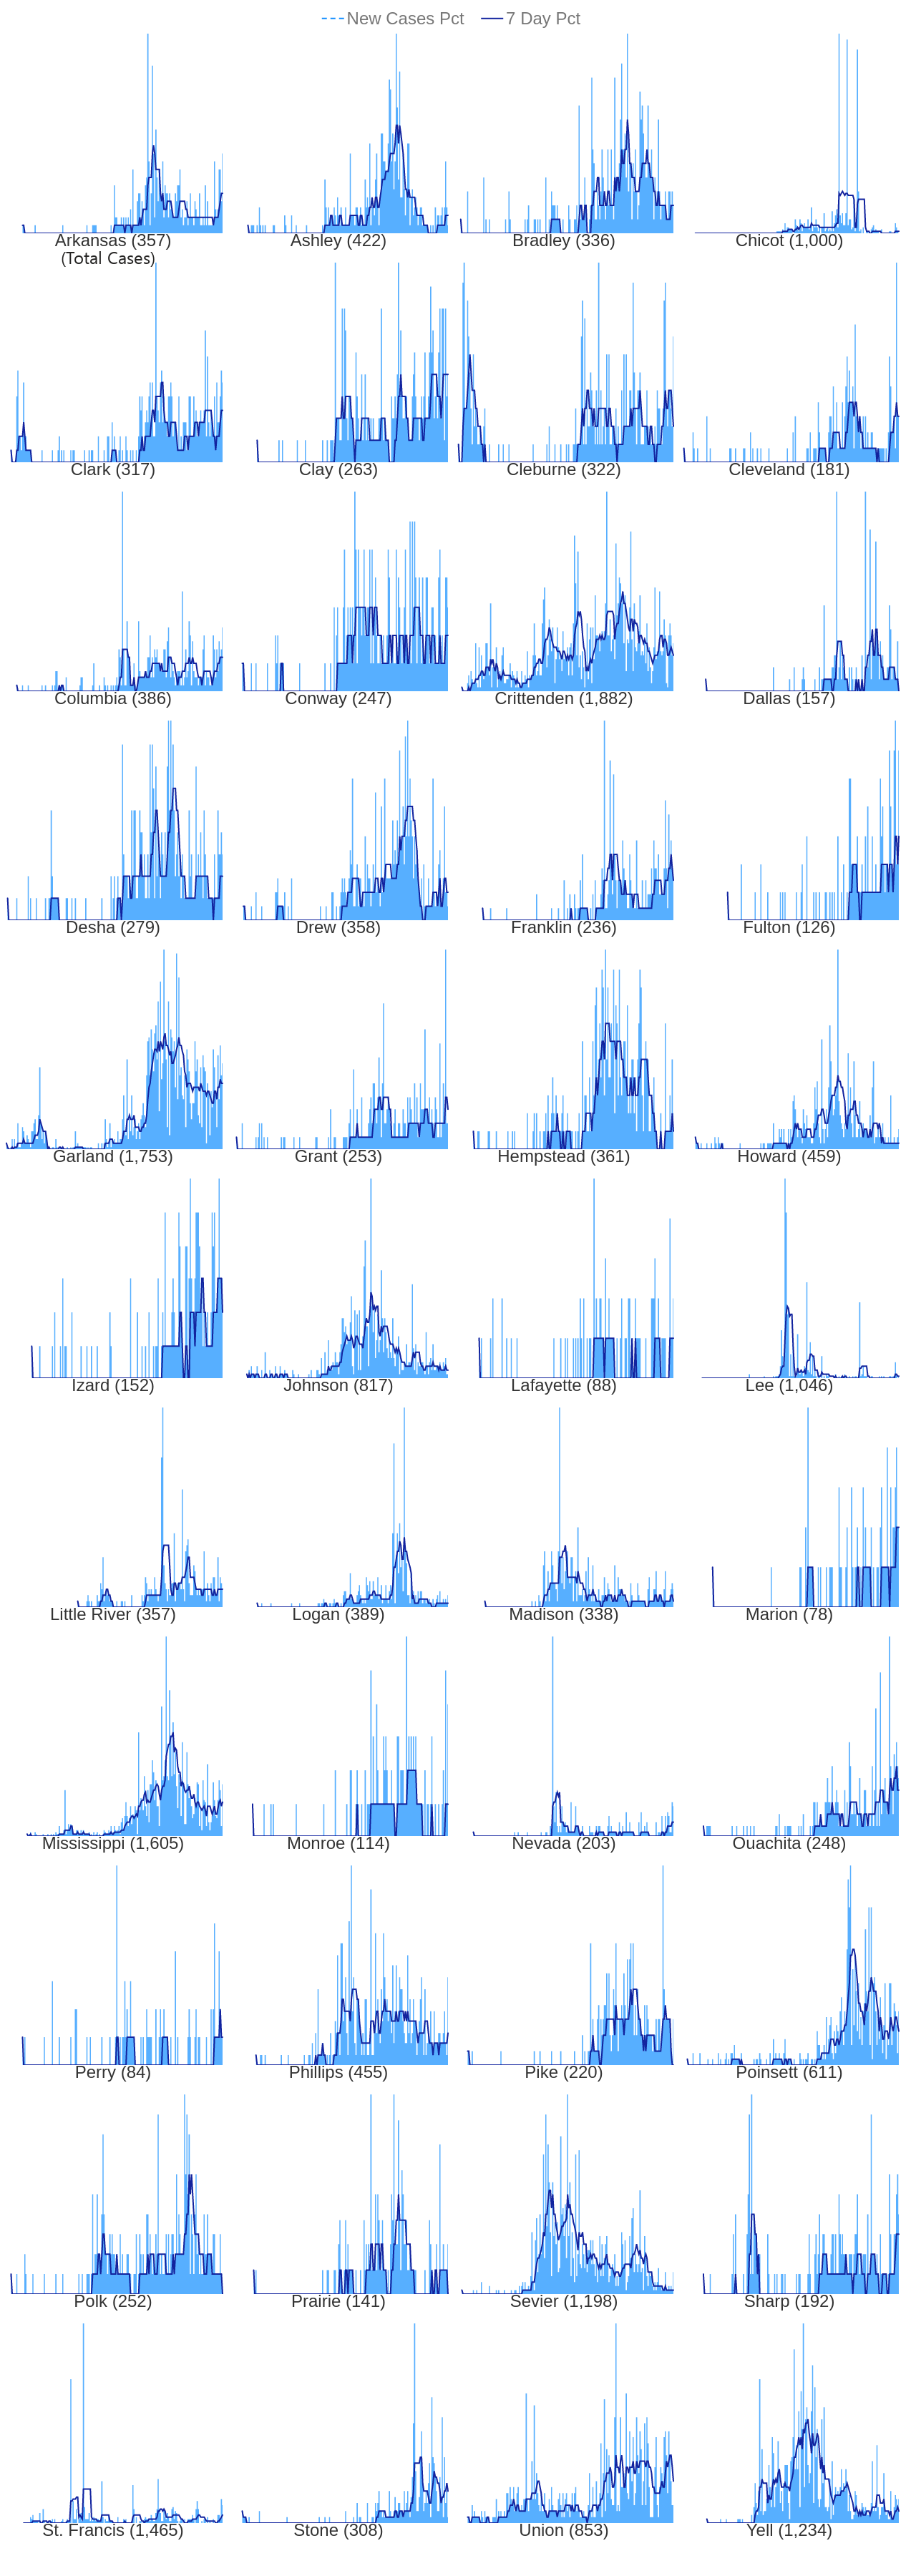 New Cases Pct 7 Day Pct
Arkansas (357) Ashley (422) Bradley (336) Chicot (1,000)
(Total Cases)
Clark (317) Clay (263) Cleburne (322) Cleveland (181)
Columbia (386) Conway (247) Crittenden (1,882) Dallas (157)
Desha (279) Drew (358) Franklin (236) Fulton (126)
Garland (1,753) Grant (253) Hempstead (361) Howard (459)
Izard (152) Johnson (817) Lafayette (88) Lee (1,046)
Little River (357) Logan (389) Madison (338) Marion (78)
Mississippi (1,605) Monroe (114) Nevada (203) Ouachita (248)
Perry (84) Phillips (455) Pike (220) Poinsett (611)
Polk (252) Prairie (141) Sevier (1,198) Sharp (192)
St. Francis (1,465) Stone (308) Union (853) Yell (1,234)